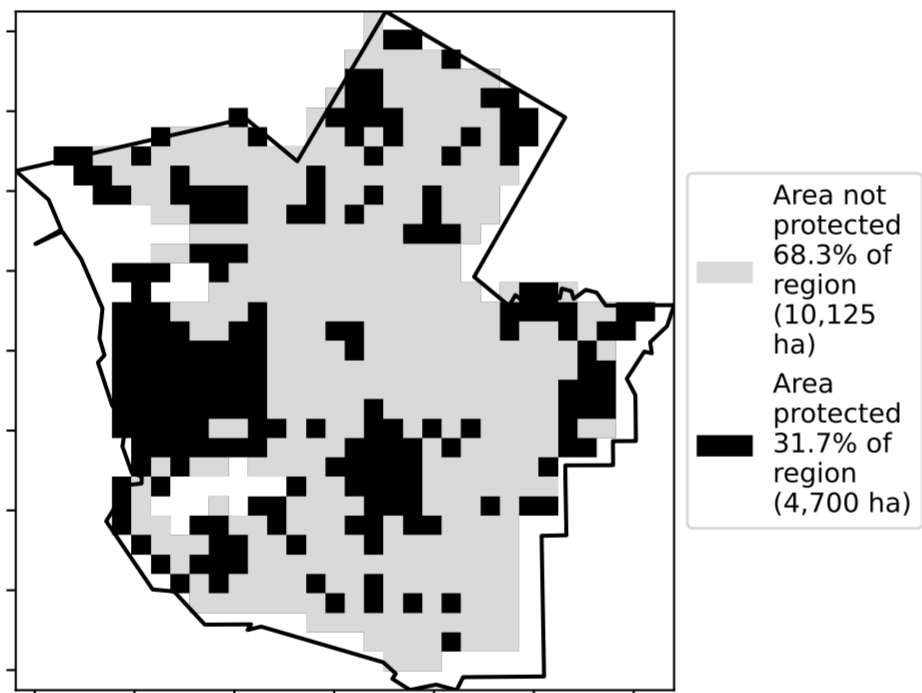 Area not
protected
68.3% of
region
(10,125
ha)
Area
protected
31.7% of
region
(4,700 ha)